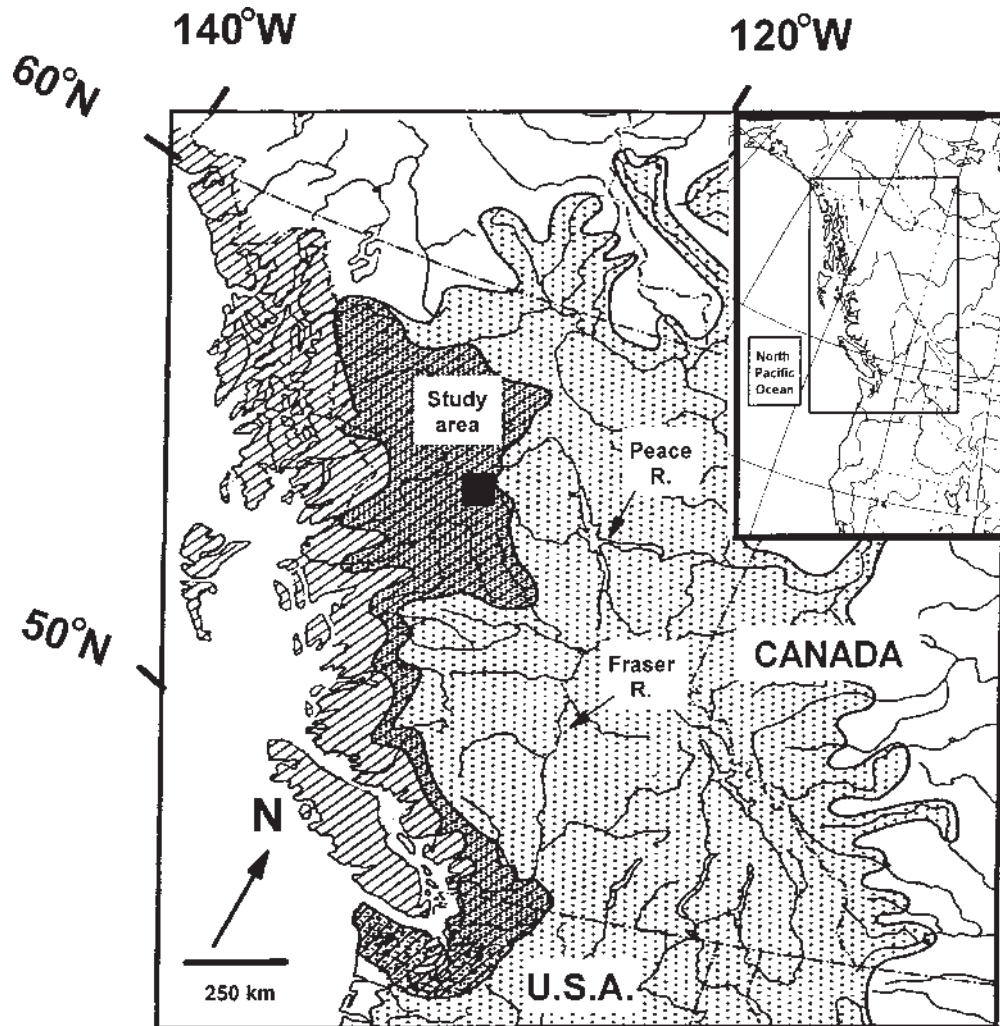 140°W
120°W
60°N
North
Pacific
Ocean
Study
area
Peace
R.
50°N
CANADA
Fraser
R.
N
250 km
U.S.A.